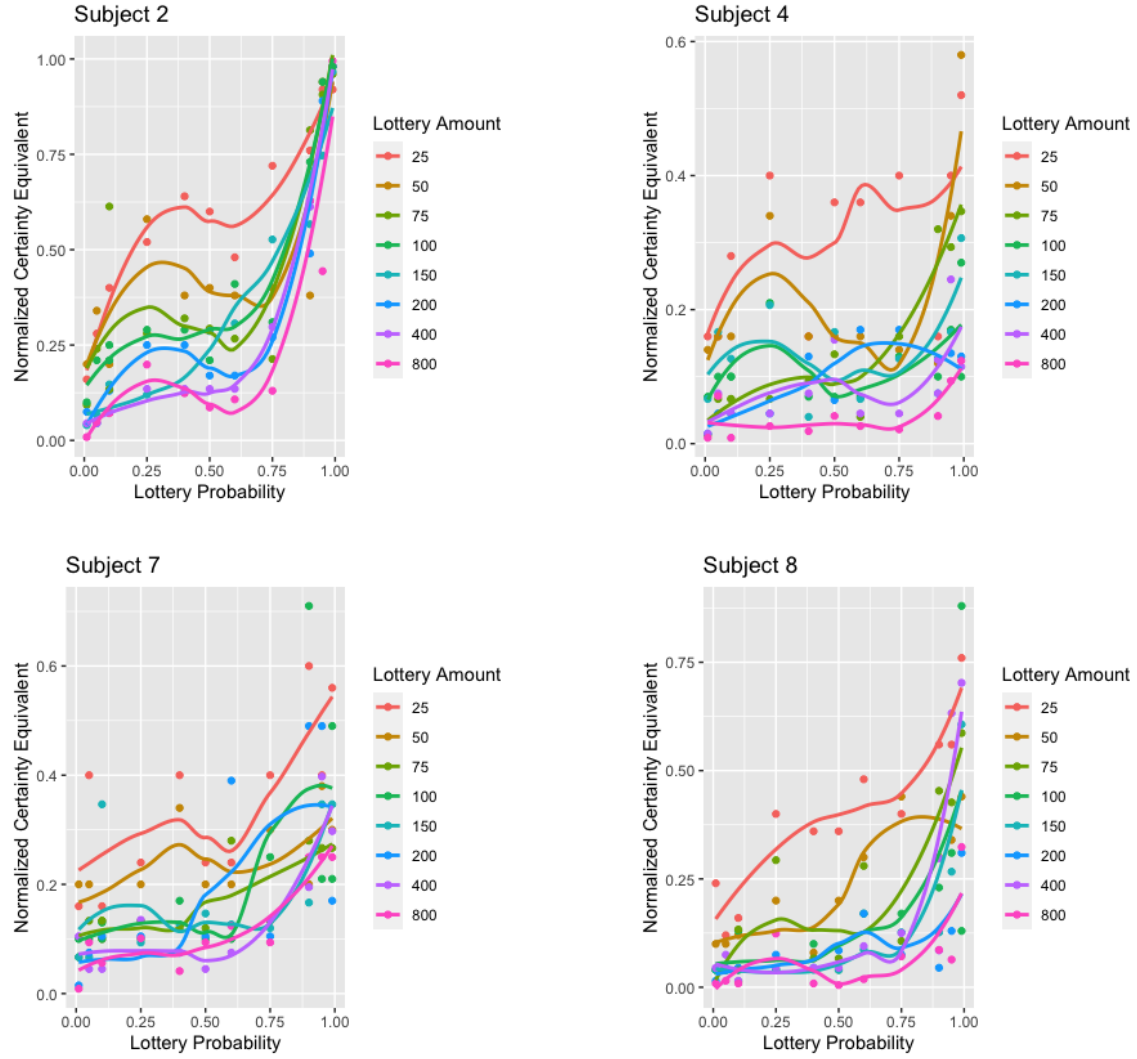 Subject 2
Normalized Certainty Equivalent
1.00
0.75
0.50
0.25
0.00
0.00 0.25 0.50 0.75 1.00
Lottery Probability
Lottery Amount
25
50
75
100
150
200
400
800
Subject 4
Normalized Certainty Equivalent
0.6
0.4
0.2
0.0
0.00 0.25 0.50 0.75 1.00
Lottery Probability
Lottery Amount
25
50
75
100
150
200
400
800
Subject 7
Normalized Certainty Equivalent
0.6
0.4
0.2
0.0
0.00 0.25 0.50 0.75 1.00
Lottery Probability
Lottery Amount
25
50
75
100
150
200
400
800
Subject 8
Normalized Certainty Equivalent
0.75
0.50
0.25
0.00
0.00 0.25 0.50 0.75 1.00
Lottery Probability
Lottery Amount
25
50
75
100
150
200
400
800